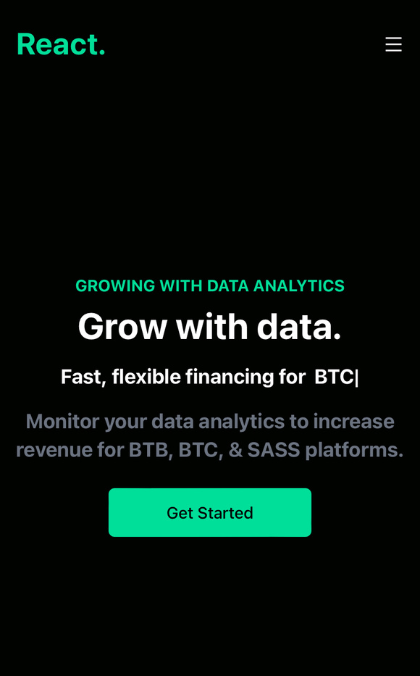 React.
GROWING WITH DATA ANALYTICS
Grow with data.
Fast, flexible financing for BTC|
Monitor your data analytics to increase
revenue for BTB, BTC, & SASS platforms.
Get Started